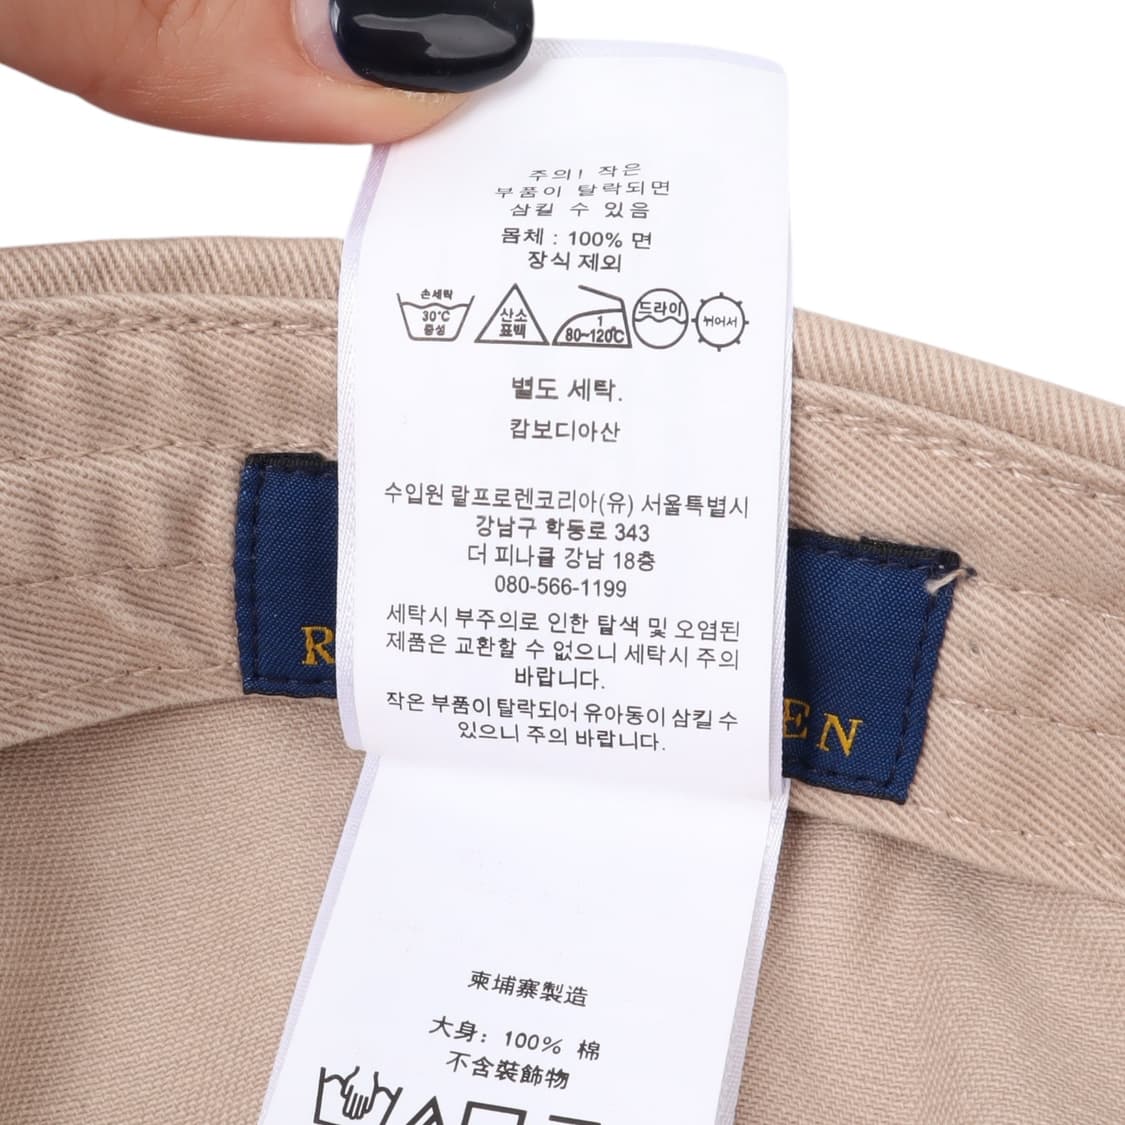 주의! 작은
부품이 탈락되면
삼킬 수 있음
몸체 : 100% 면
장식 제외
손세탁
30°C
중성
산소
표백
1
80~120°C
드라이
뉘어서
별도 세탁.
캄보디아산
수입원 랄프로렌코리아(유) 서울특별시
강남구 학동로 343
더 피나클 강남 18층
080-566-1199
세탁시 부주의로 인한 탈색 및 오염된
제품은 교환할 수 없으니 세탁시 주의
바랍니다.
작은 부품이 탈락되어 유아동이 삼킬 수
있으니 주의 바랍니다.
R
EN
柬埔寨製造
大身: 100% 棉
不含裝飾物